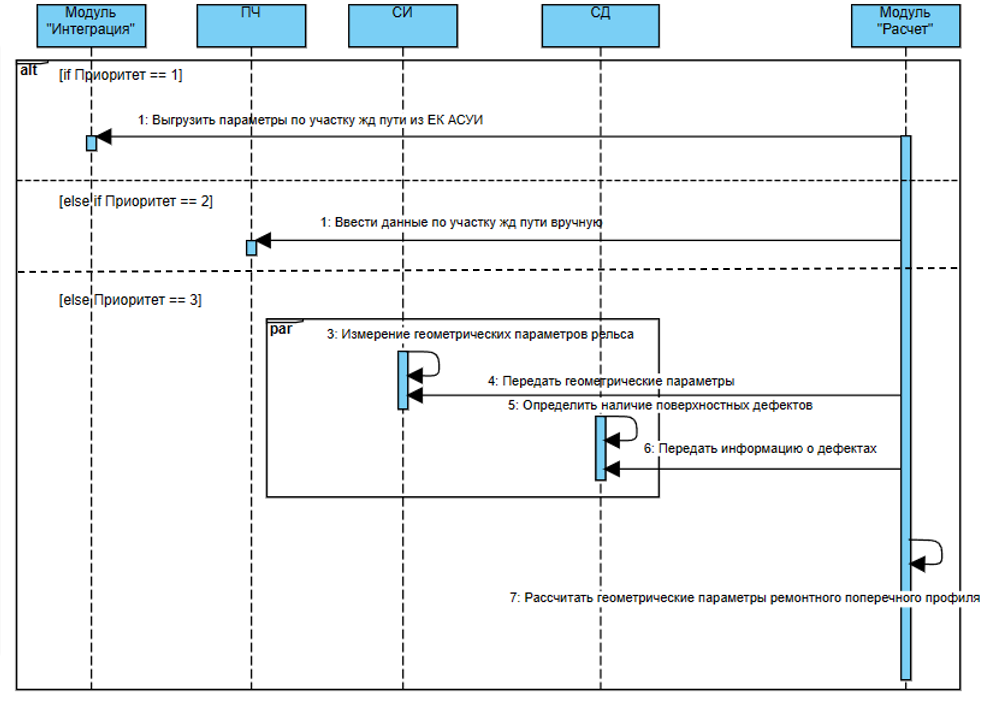 Модуль
"Интеграция"
ПЧ
СИ
СД
Модуль
"Расчет"
alt
[if Приоритет == 1]
1: Выгрузить параметры по участку жд пути из ЕК АСУИ
[else if Приоритет == 2]
1: Ввести данные по участку жд пути вручную
[else Приоритет == 3]
par
3: Измерение геометрических параметров рельса
4: Передать геометрические параметры
5: Определить наличие поверхностных дефектов
6: Передать информацию о дефектах
7: Рассчитать геометрические параметры ремонтного поперечного профиля